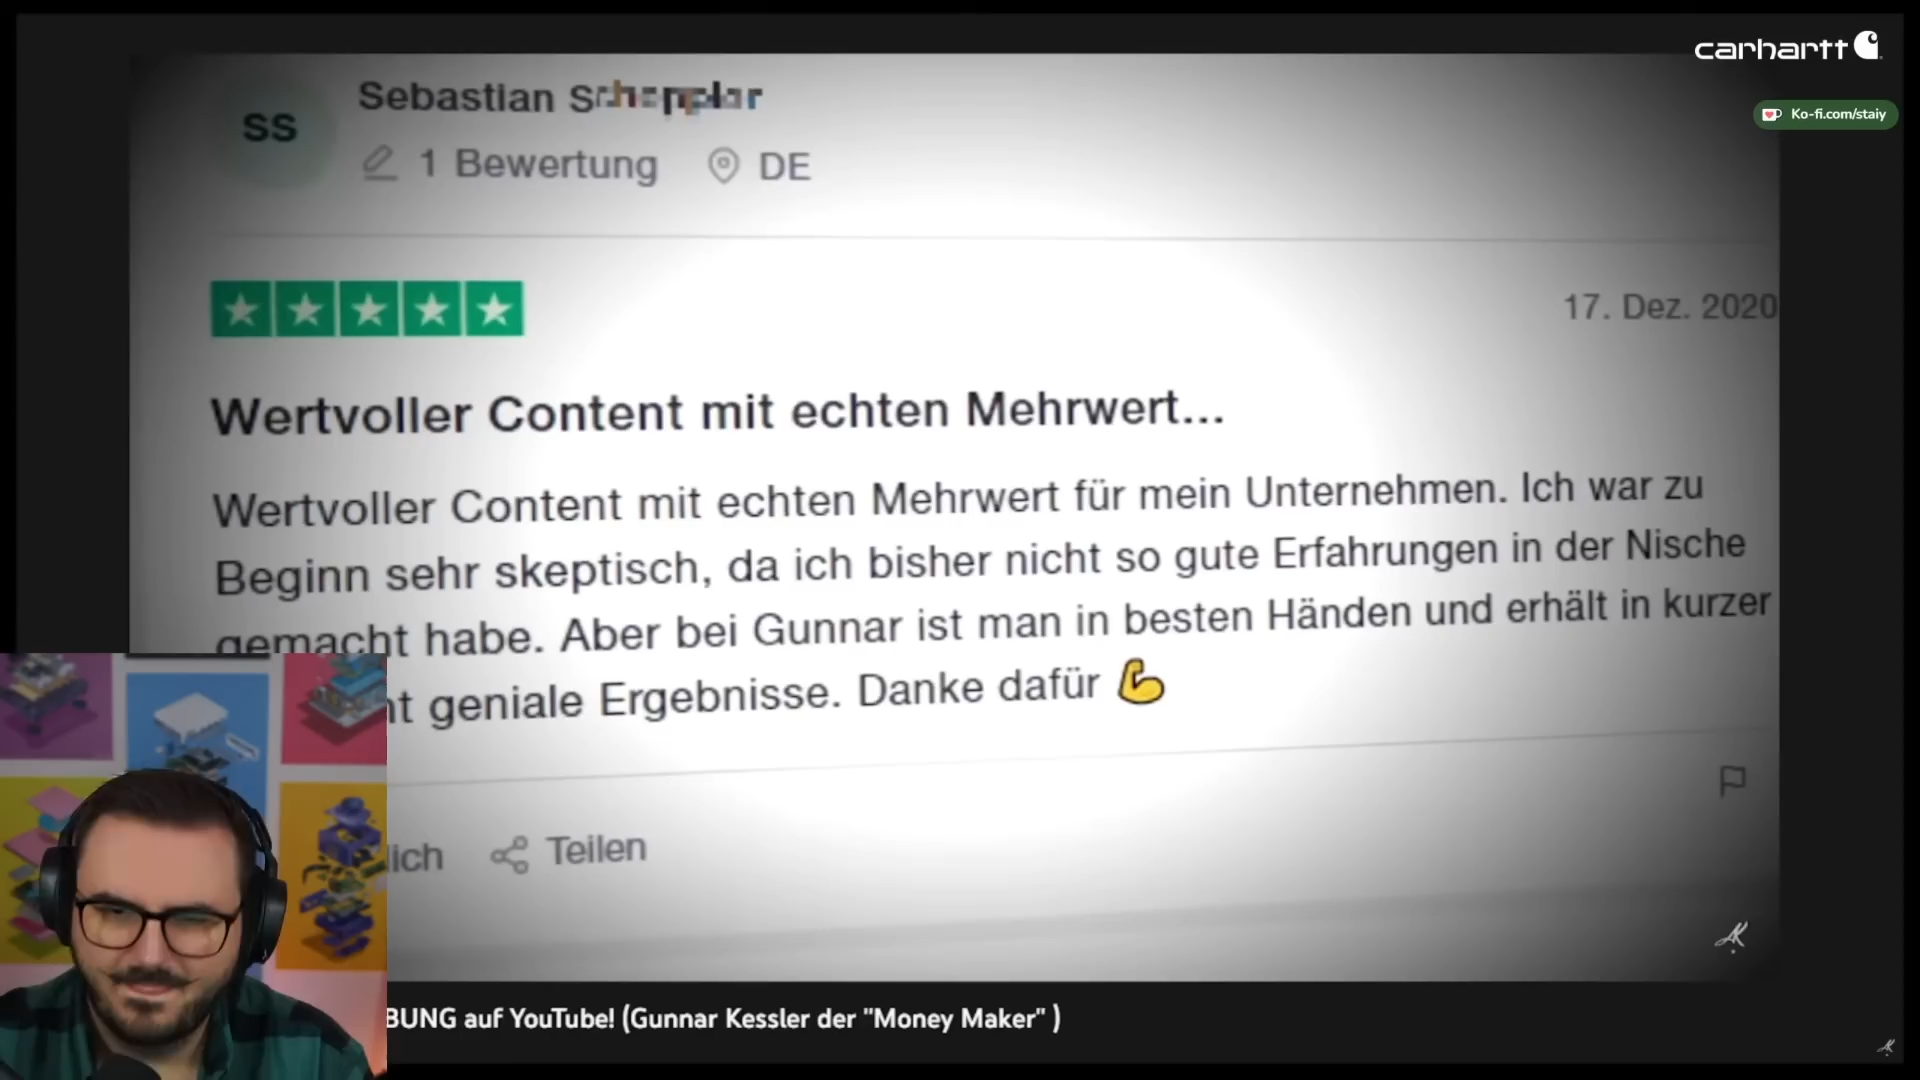 carhartt
Ko-fi.com/staiy
SS
Sebastian
1 Bewertung DE
17. Dez. 2020
Wertvoller Content mit echten Mehrwert...
Wertvoller Content mit echten Mehrwert für mein Unternehmen. Ich war zu
Beginn sehr skeptisch, da ich bisher nicht so gute Erfahrungen in der Nische
gemacht habe. Aber bei Gunnar ist man in besten Händen und erhält in kurzer
geniale Ergebnisse. Danke dafür 💪
Teilen
BUNG auf YouTube! (Gunnar Kessler der "Money Maker" )